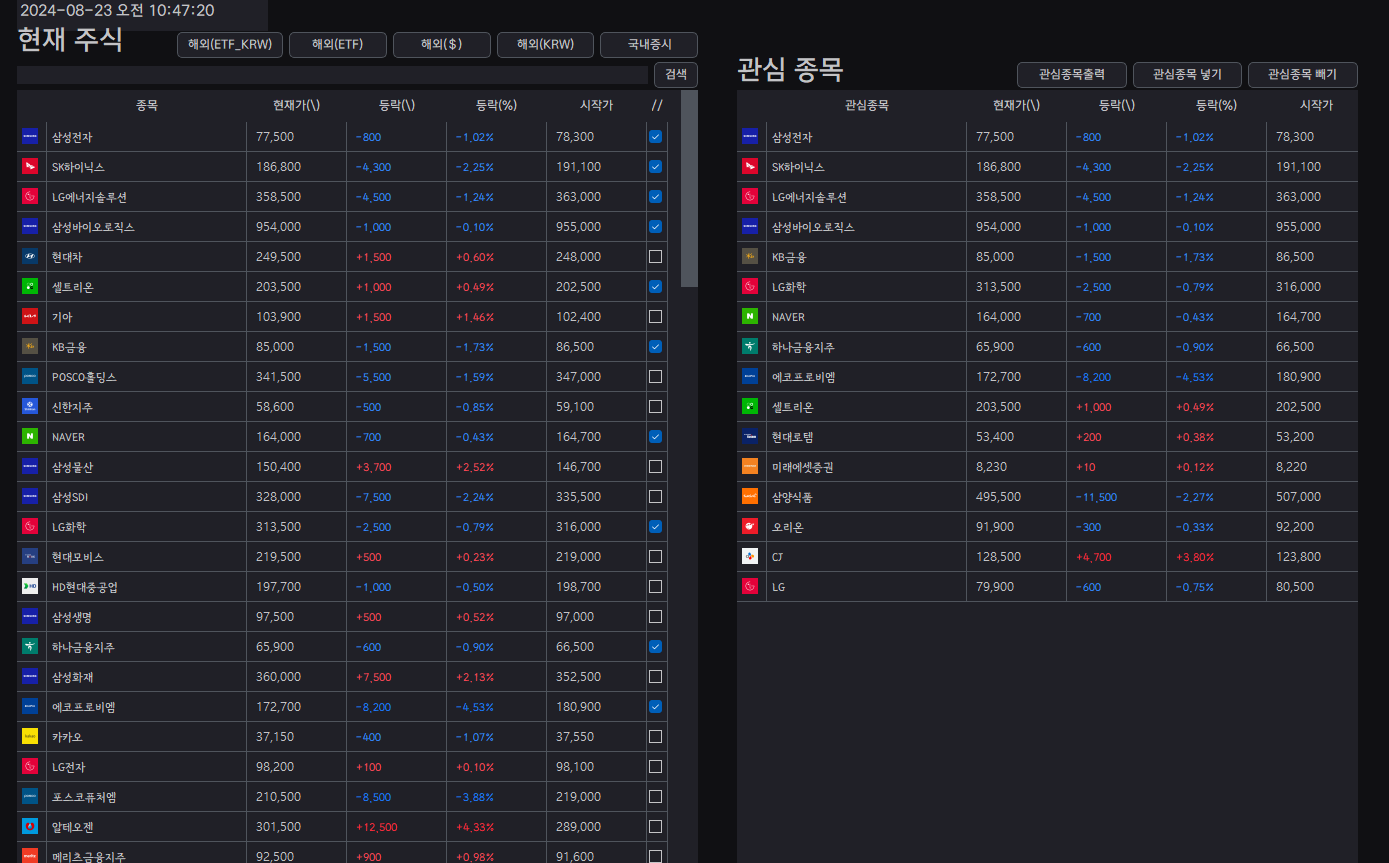 2024-08-23 오전 10:47:20
현재 주식
해외(ETF_KRW) 해외(ETF) 해외($) 해외(KRW) 국내증시
검색
종목 현재가(\) 등락(\) 등락(%) 시작가 //
삼성전자 77,500 -800 -1.02% 78,300
SK하이닉스 186,800 -4,300 -2.25% 191,100
LG에너지솔루션 358,500 -4,500 -1.24% 363,000
삼성바이오로직스 954,000 -1,000 -0.10% 955,000
현대차 249,500 +1,500 +0.60% 248,000
셀트리온 203,500 +1,000 +0.49% 202,500
기아 103,900 +1,500 +1.46% 102,400
KB금융 85,000 -1,500 -1.73% 86,500
POSCO홀딩스 341,500 -5,500 -1.59% 347,000
신한지주 58,600 -500 -0.85% 59,100
NAVER 164,000 -700 -0.43% 164,700
삼성물산 150,400 +3,700 +2.52% 146,700
삼성SDI 328,000 -7,500 -2.24% 335,500
LG화학 313,500 -2,500 -0.79% 316,000
현대모비스 219,500 +500 +0.23% 219,000
HD현대중공업 197,700 -1,000 -0.50% 198,700
삼성생명 97,500 +500 +0.52% 97,000
하나금융지주 65,900 -600 -0.90% 66,500
삼성화재 360,000 +7,500 +2.13% 352,500
에코프로비엠 172,700 -8,200 -4.53% 180,900
카카오 37,150 -400 -1.07% 37,550
LG전자 98,200 +100 +0.10% 98,100
포스코퓨처엠 210,500 -8,500 -3.88% 219,000
알테오젠 301,500 +12,500 +4.33% 289,000
메리츠금융지주 92,500 +900 +0.98% 91,600
관심 종목
관심종목출력 관심종목 넣기 관심종목 빼기
관심종목 현재가(\) 등락(\) 등락(%) 시작가
삼성전자 77,500 -800 -1.02% 78,300
SK하이닉스 186,800 -4,300 -2.25% 191,100
LG에너지솔루션 358,500 -4,500 -1.24% 363,000
삼성바이오로직스 954,000 -1,000 -0.10% 955,000
KB금융 85,000 -1,500 -1.73% 86,500
LG화학 313,500 -2,500 -0.79% 316,000
NAVER 164,000 -700 -0.43% 164,700
하나금융지주 65,900 -600 -0.90% 66,500
에코프로비엠 172,700 -8,200 -4.53% 180,900
셀트리온 203,500 +1,000 +0.49% 202,500
현대로템 53,400 +200 +0.38% 53,200
미래에셋증권 8,230 +10 +0.12% 8,220
삼양식품 495,500 -11,500 -2.27% 507,000
오리온 91,900 -300 -0.33% 92,200
CJ 128,500 +4,700 +3.80% 123,800
LG 79,900 -600 -0.75% 80,500